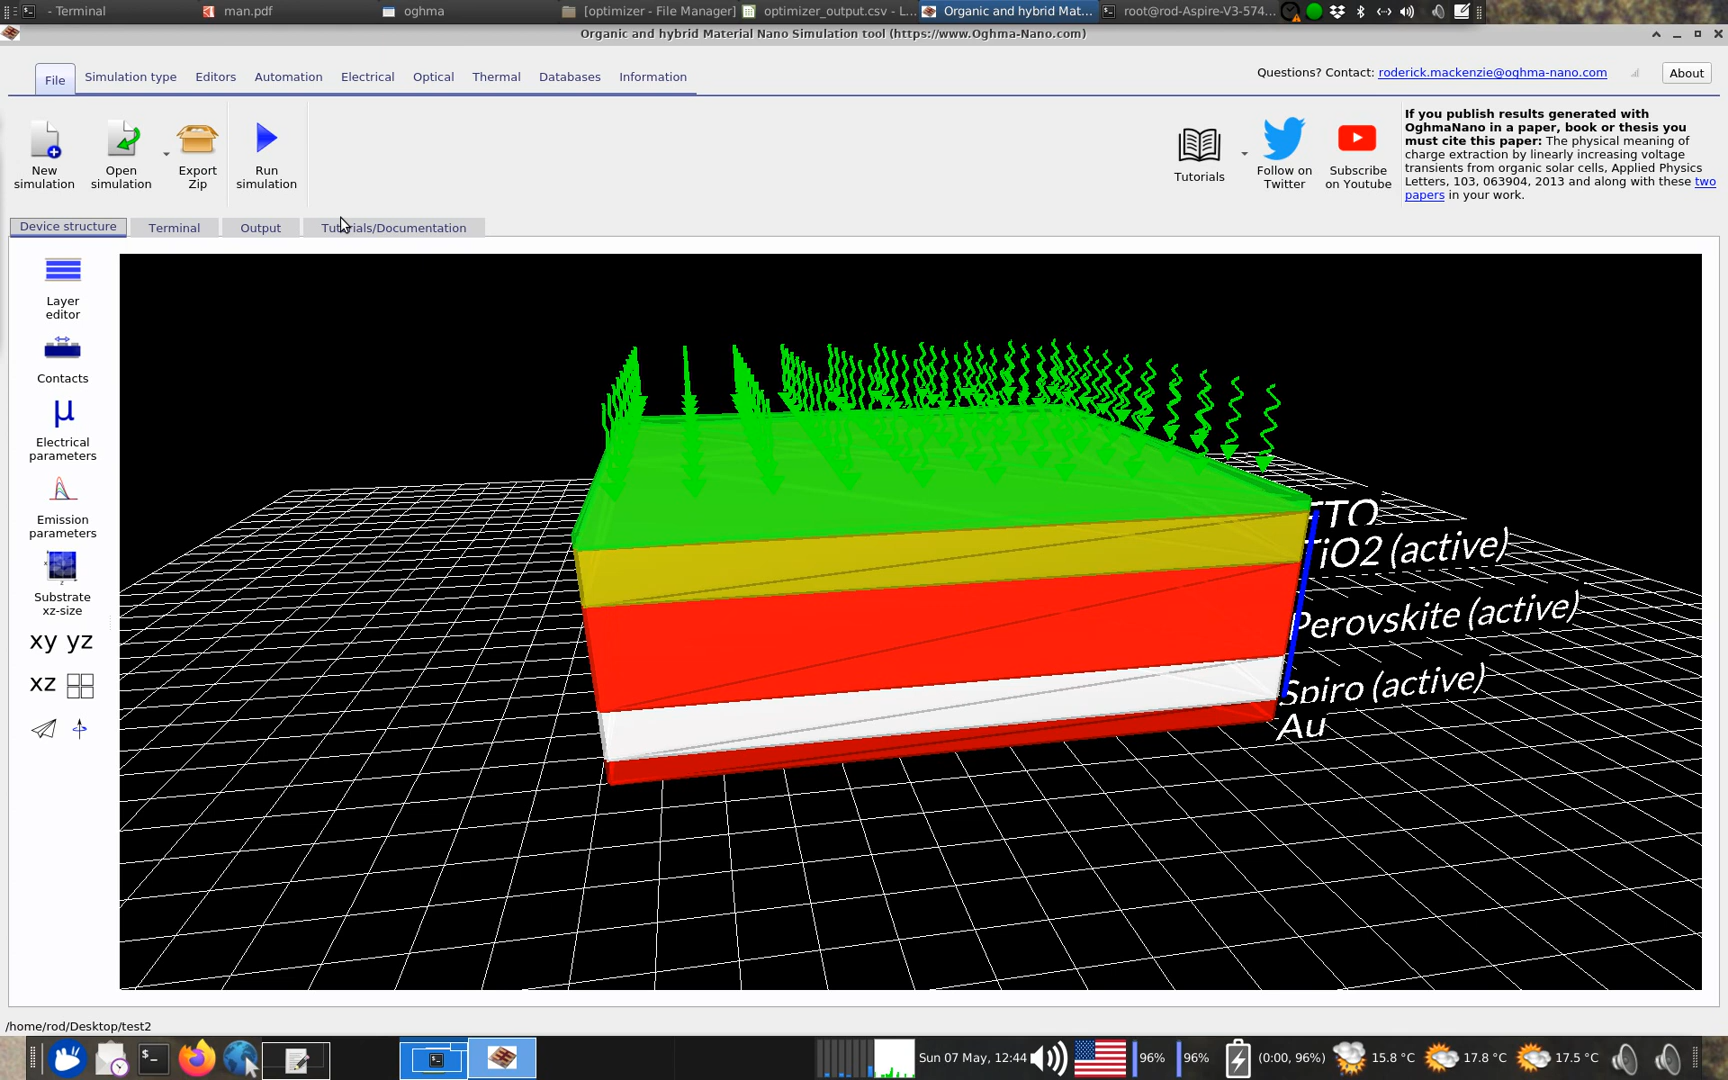 - Terminal
man.pdf
oghma
[optimizer - File Manager]
optimizer_output.csv - L...
Organic and hybrid Mat...
root@rod-Aspire-V3-574...
Organic and hybrid Material Nano Simulation tool (https://www.Oghma-Nano.com)
File
Simulation type
Editors
Automation
Electrical
Optical
Thermal
Databases
Information
Questions? Contact: roderick.mackenzie@oghma-nano.com
About
New
simulation
Open
simulation
Export
Zip
Run
simulation
Tutorials
Follow on
Twitter
Subscribe
on Youtube
If you publish results generated with
OghmaNano in a paper, book or thesis you
must cite this paper: The physical meaning of
charge extraction by linearly increasing voltage
transients from organic solar cells, Applied Physics
Letters, 103, 063904, 2013 and along with these two
papers in your work.
Device structure
Terminal
Output
Tutorials/Documentation
Layer
editor
Contacts
μ
Electrical
parameters
Emission
parameters
Substrate
xz-size
xy yz
xz
TiO2 (active)
Perovskite (active)
Spiro (active)
Au
/home/rod/Desktop/test2
Sun 07 May, 12:44
96%
96%
(0:00, 96%)
15.8 °C
17.8 °C
17.5 °C